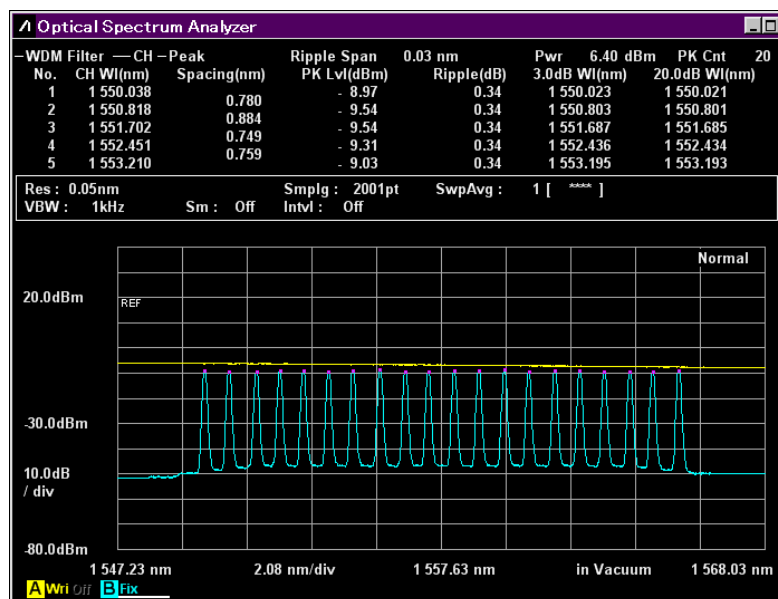 Optical Spectrum Analyzer
WDM Filter — CH – Peak Ripple Span 0.03 nm Pwr 6.40 dBm PK Cnt 20
No. CH Wl(nm) Spacing(nm) PK Lvl(dBm) Ripple(dB) 3.0dB Wl(nm) 20.0dB Wl(nm)
1 1 550.038 - 8.97 0.34 1 550.023 1 550.021
0.780
2 1 550.818 - 9.54 0.34 1 550.803 1 550.801
0.884
3 1 551.702 - 9.54 0.34 1 551.687 1 551.685
0.749
4 1 552.451 - 9.31 0.34 1 552.436 1 552.434
0.759
5 1 553.210 - 9.03 0.34 1 553.195 1 553.193
Res : 0.05nm Smplg : 2001pt SwpAvg : 1 [ **** ]
VBW : 1kHz Sm : Off Intvl : Off
Normal
20.0dBm
REF
-30.0dBm
10.0dB
/ div
-80.0dBm
1 547.23 nm 2.08 nm/div 1 557.63 nm in Vacuum 1 568.03 nm
A Wri Off B Fix